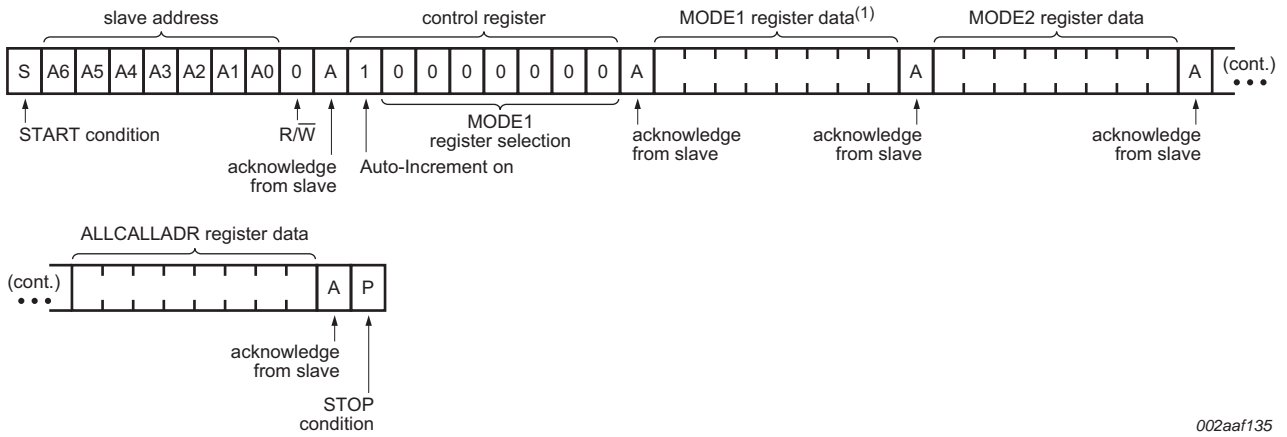 slave address control register MODE1 register data(1) MODE2 register data
S A6 A5 A4 A3 A2 A1 A0 0 A 1 0 0 0 0 0 0 0 A A A (cont.)
START condition R/W̅ MODE1 acknowledge acknowledge acknowledge
register selection from slave from slave from slave
acknowledge Auto-Increment on
from slave
ALLCALLADR register data
(cont.) A P
acknowledge
from slave
STOP
condition
002aaf135